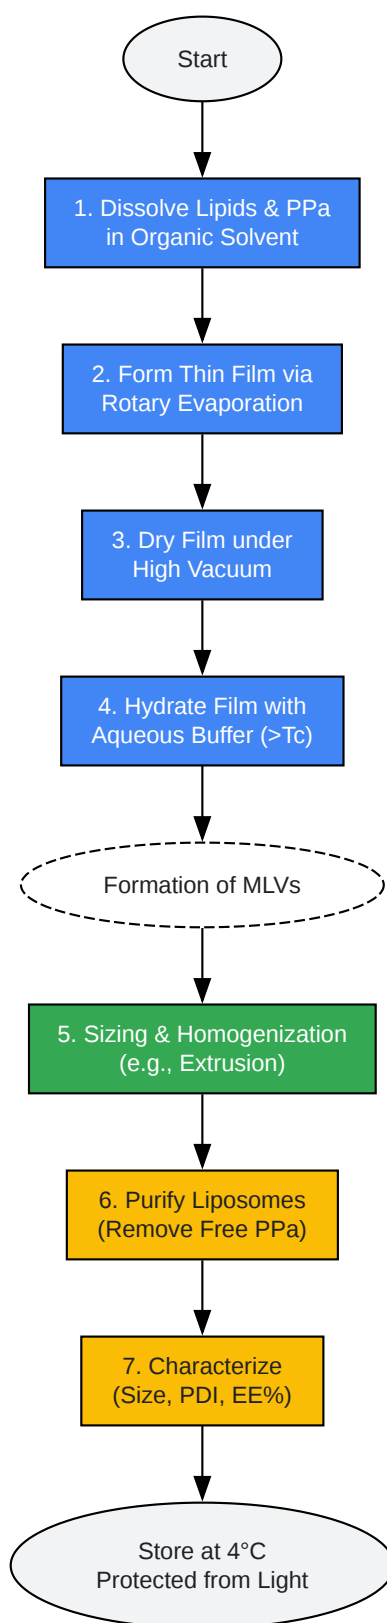 Start
1. Dissolve Lipids & PPa
in Organic Solvent
2. Form Thin Film via
Rotary Evaporation
3. Dry Film under
High Vacuum
4. Hydrate Film with
Aqueous Buffer (>Tc)
Formation of MLVs
5. Sizing & Homogenization
(e.g., Extrusion)
6. Purify Liposomes
(Remove Free PPa)
7. Characterize
(Size, PDI, EE%)
Store at 4°C
Protected from Light